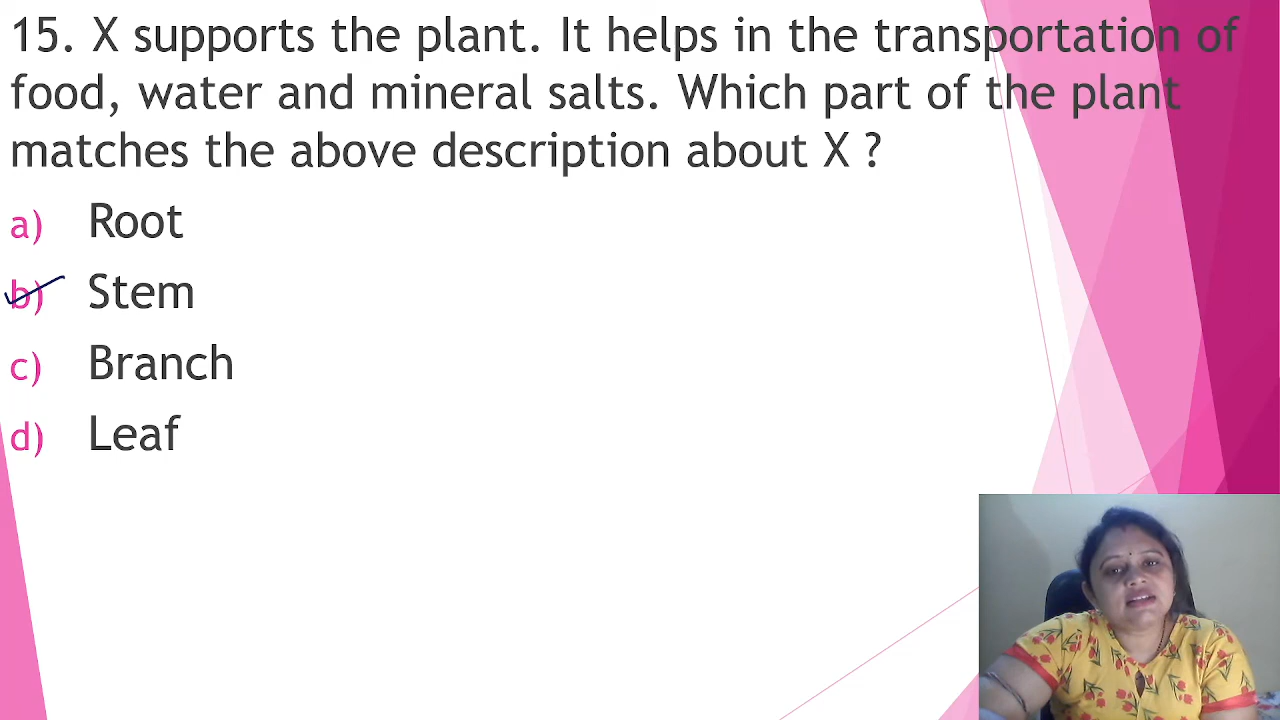 15. X supports the plant. It helps in the transportation of
food, water and mineral salts. Which part of the plant
matches the above description about X ?
a) Root
b) Stem
c) Branch
d) Leaf